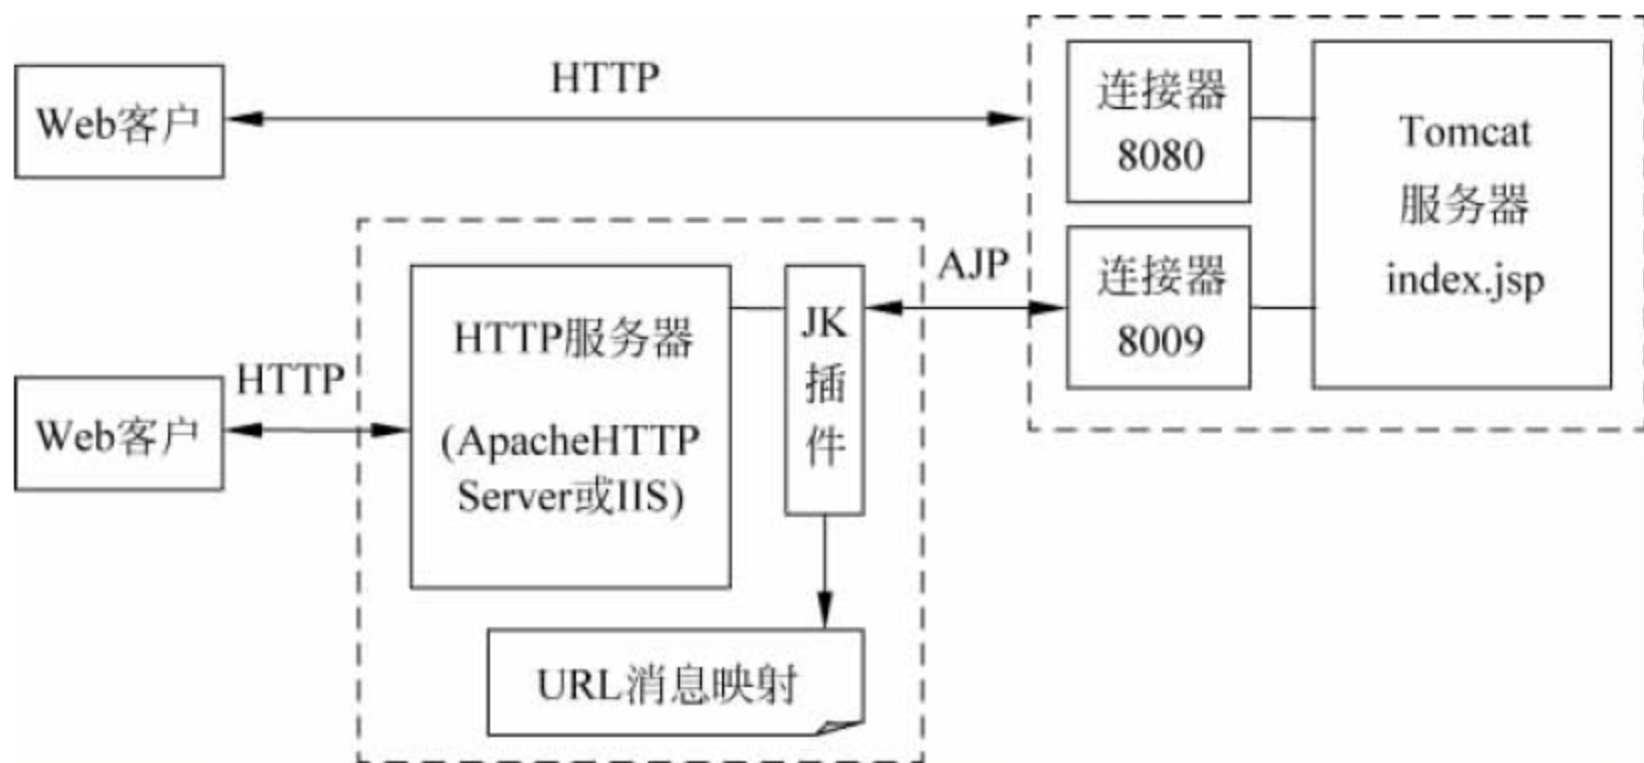 HTTP
Web客户
连接器
8080
Tomcat
服务器
index.jsp
AJP
连接器
8009
HTTP服务器
(ApacheHTTP
Server或IIS)
JK
插
件
HTTP
Web客户
URL消息映射